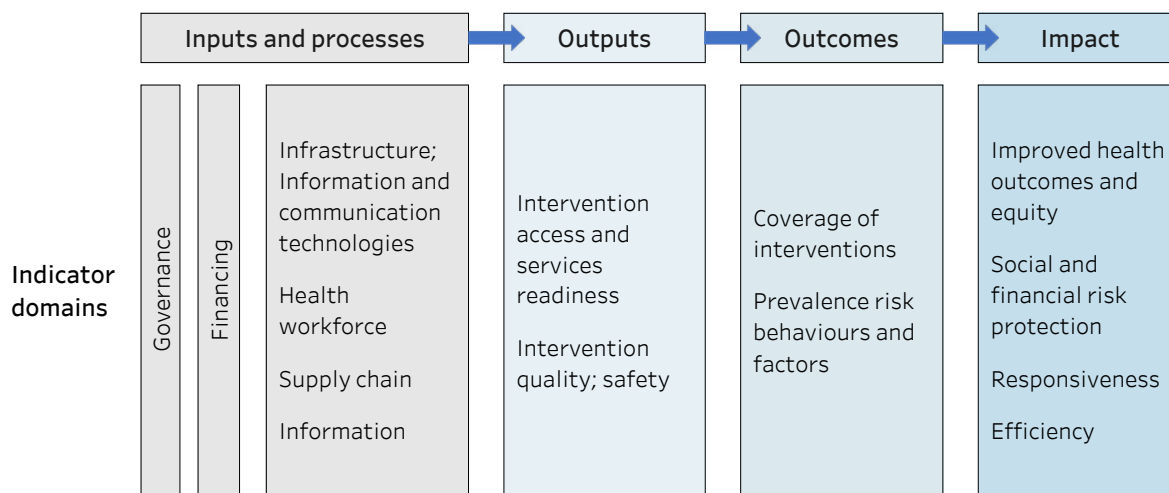 Inputs and processes
Outputs
Outcomes
Impact
Indicator
domains
Governance
Financing
Infrastructure;
Information and
communication
technologies
Health
workforce
Supply chain
Information
Intervention
access and
services
readiness
Intervention
quality; safety
Coverage of
interventions
Prevalence risk
behaviours and
factors
Improved health
outcomes and
equity
Social and
financial risk
protection
Responsiveness
Efficiency